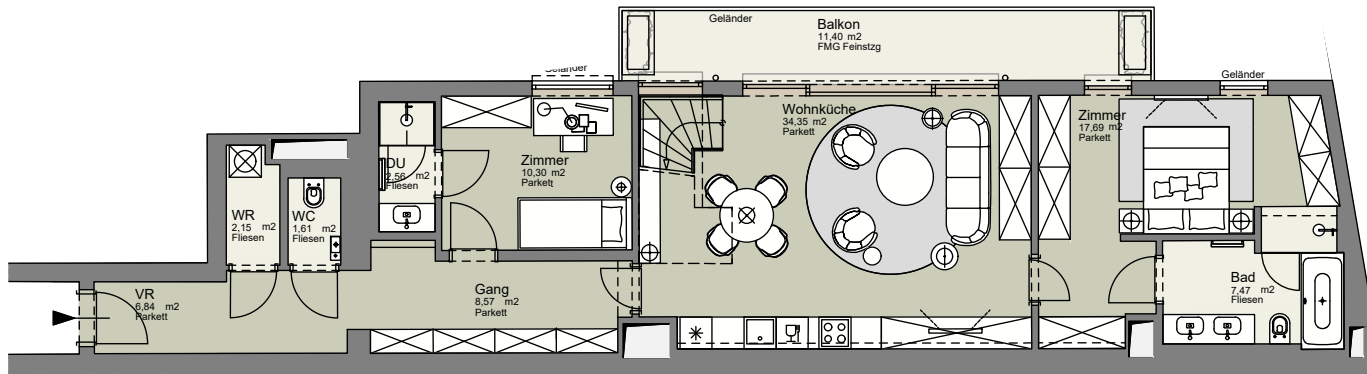 Geländer
Balkon
11,40 m2
FMG Feinstzg
Geländer
Geländer
Wohnküche
34,35 m2
Parkett
Zimmer
17,69 m2
Parkett
DU
2,56 m2
Fliesen
Zimmer
10,30 m2
Parkett
WR
2,15 m2
Fliesen
WC
1,61 m2
Fliesen
Bad
7,47 m2
Fliesen
VR
6,84 m2
Parkett
Gang
8,57 m2
Parkett